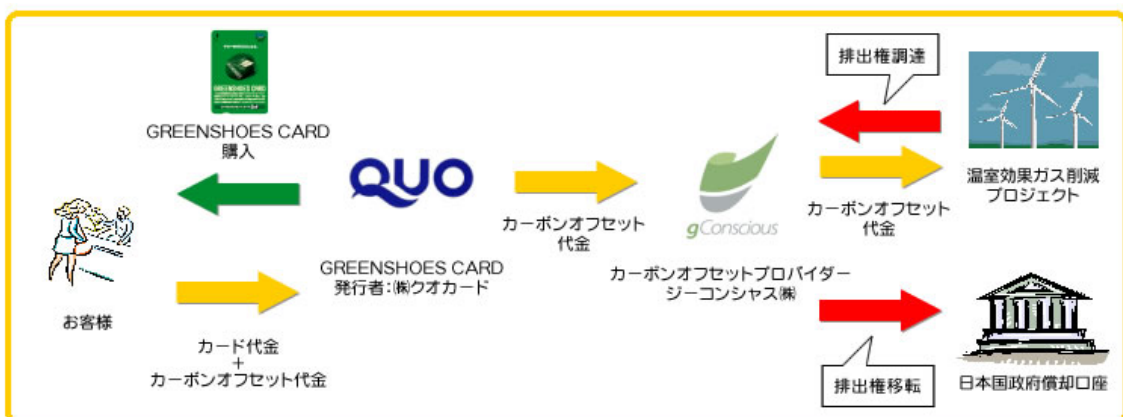 GREENSHOES CARD
GREENSHOES CARD
購入
QUO
GREENSHOES CARD
発行者:㈱クオカード
お客様
カード代金
+
カーボンオフセット代金
カーボンオフセット
代金
gConscious
カーボンオフセットプロバイダー
ジーコンシャス㈱
排出権調達
カーボンオフセット
代金
温室効果ガス削減
プロジェクト
排出権移転
日本国政府償却口座